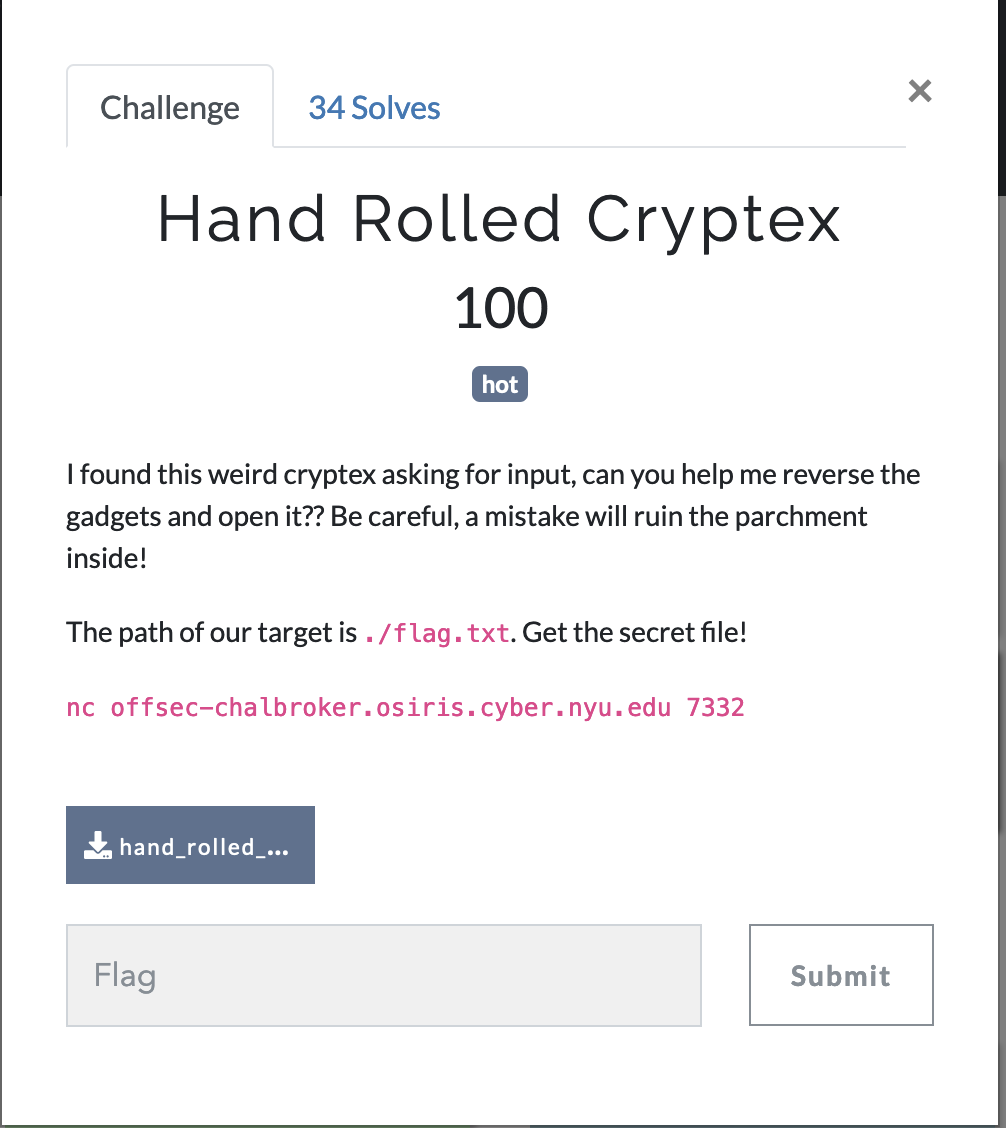 Challenge
34 Solves
×
Hand Rolled Cryptex
100
hot
I found this weird cryptex asking for input, can you help me reverse the
gadgets and open it?? Be careful, a mistake will ruin the parchment
inside!
The path of our target is ./flag.txt. Get the secret file!
nc offsec-chalbroker.osiris.cyber.nyu.edu 7332
hand_rolled_...
Flag
Submit